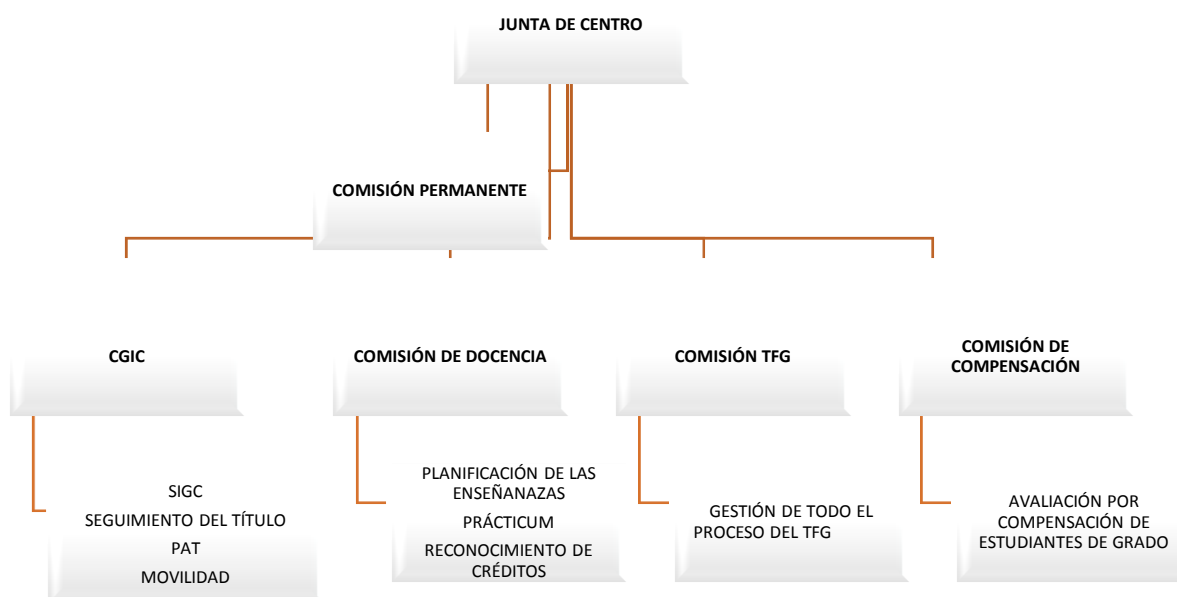 JUNTA DE CENTRO
COMISIÓN PERMANENTE
CGIC
COMISIÓN DE DOCENCIA
COMISIÓN TFG
COMISIÓN DE
COMPENSACIÓN
SIGC
SEGUIMIENTO DEL TÍTULO
PAT
MOVILIDAD
PLANIFICACIÓN DE LAS
ENSEÑANAZAS
PRÁCTICUM
RECONOCIMIENTO DE
CRÉDITOS
GESTIÓN DE TODO EL
PROCESO DEL TFG
AVALIACIÓN POR
COMPENSACIÓN DE
ESTUDIANTES DE GRADO